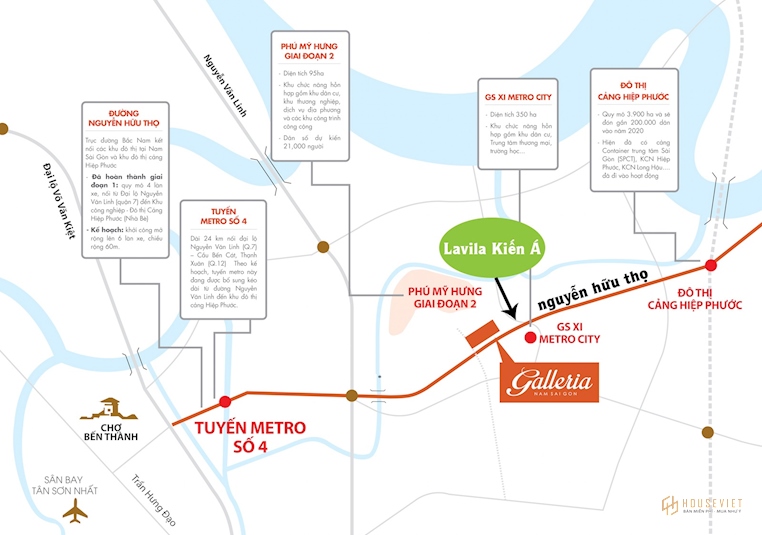 PHÚ MỸ HƯNG
GIAI ĐOẠN 2
- Diện tích 95ha
- Khu chức năng hỗn
hợp gồm khu dân cư,
khu thương nghiệp,
dịch vụ địa phương
và các khu công trình
công cộng
- Dân số dự kiến
21,000 người
Nguyễn Văn Linh
GS XI METRO CITY
- Diện tích 350 ha
- Khu chức năng hỗn
hợp gồm khu dân cư,
Trung tâm thương mại,
trường học...
ĐÔ THỊ
CẢNG HIỆP PHƯỚC
- Quy mô 3.900 ha và sẽ
đón gần 200.000 dân
vào năm 2020
- Hiện đã có cảng
Container trung tâm Sài
Gòn (SPCT), KCN Hiệp
Phước, KCN Long Hậu...
đã đi vào hoạt động
ĐƯỜNG
NGUYỄN HỮU THỌ
Trục đường Bắc Nam kết
nối các khu đô thị tại Nam
Sài Gòn và khu đô thị cảng
Hiệp Phước
- Đã hoàn thành giai
đoạn 1: quy mô 4 làn
xe, nối từ Đại lộ Nguyễn
Văn Linh (quận 7) đến Khu
công nghiệp - Đô thị Cảng
Hiệp Phước (Nhà Bè)
- Kế hoạch: khởi công mở
rộng lên 6 làn xe, chiều
rộng 60m.
Đại lộ Võ Văn Kiệt
TUYẾN
METRO SỐ 4
Dài 24 km nối đại lộ
Nguyễn Văn Linh (Q.7)
– Cầu Bến Cát, Thạnh
Xuân (Q.12) Theo kế
hoạch, tuyến metro này
đang được bổ sung kéo
dài từ đường Nguyễn
Văn Linh đến khu đô thị
cảng Hiệp Phước.
Lavila Kiến Á
PHÚ MỸ HƯNG
GIAI ĐOẠN 2
nguyễn hữu thọ
ĐÔ THỊ
CẢNG HIỆP PHƯỚC
GS XI
METRO CITY
Galleria
NAM SAI GON
CHỢ
BẾN THÀNH
TUYẾN METRO
SỐ 4
SÂN BAY
TÂN SƠN NHẤT
Trần Hưng Đạo
HOUSEVIET